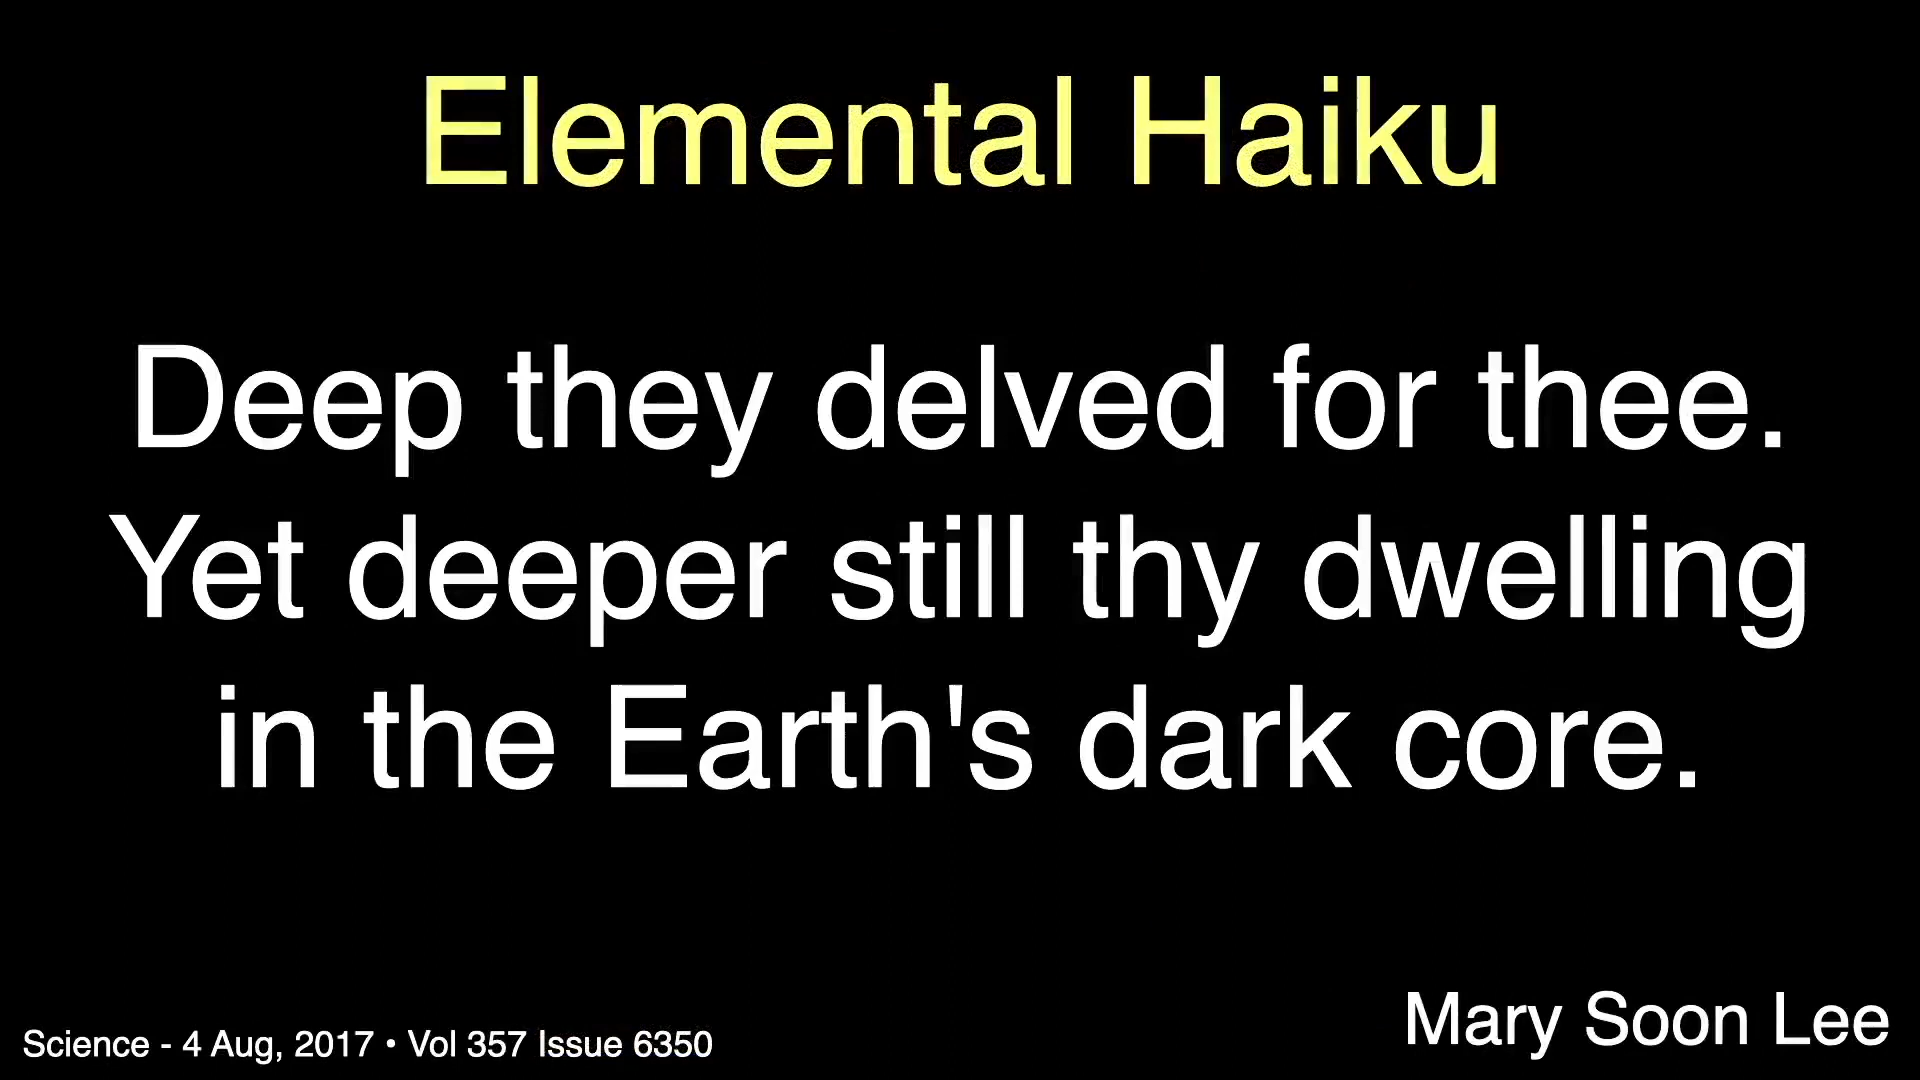 Elemental Haiku
Deep they delved for thee.
Yet deeper still thy dwelling
in the Earth's dark core.
Mary Soon Lee
Science - 4 Aug, 2017 • Vol 357 Issue 6350